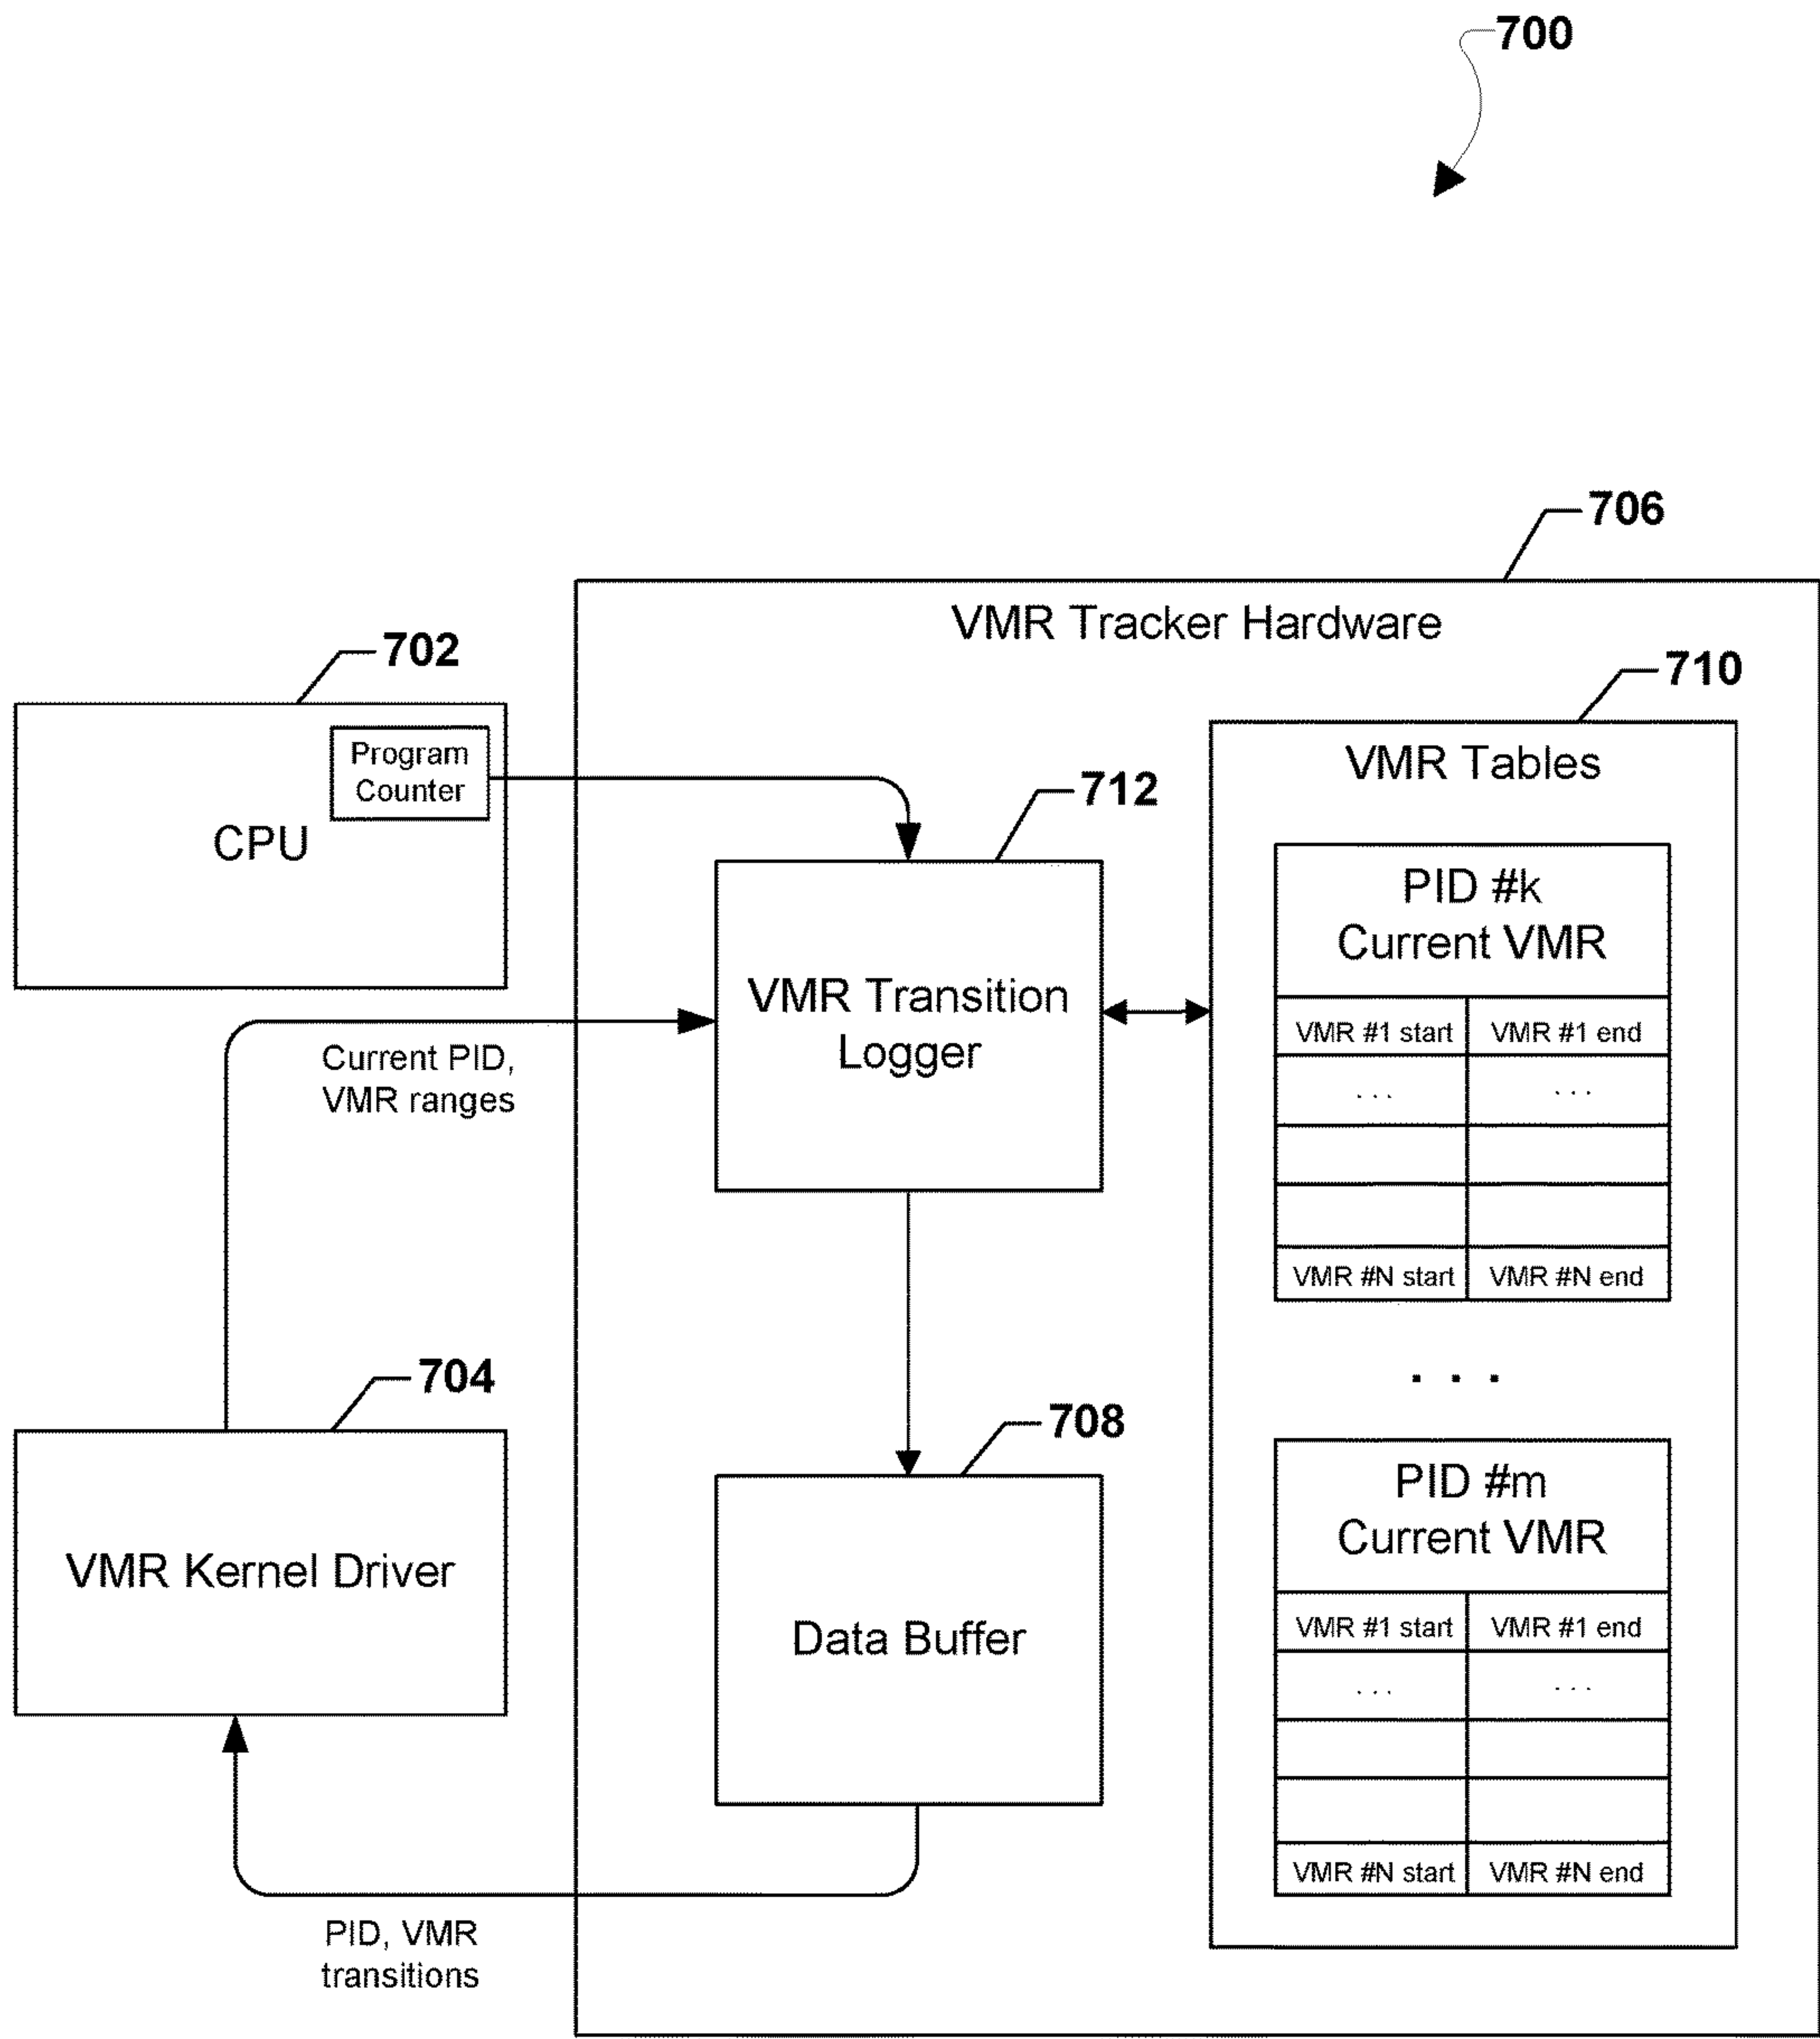 700
706
VMR Tracker Hardware
702
710
Program
Counter
CPU
VMR Tables
712
PID #k
Current VMR
VMR Transition
Logger
Current PID,
VMR ranges
VMR #1 start VMR #1 end
. . . . . .
VMR #N start VMR #N end
. . .
704
708
VMR Kernel Driver
Data Buffer
PID #m
Current VMR
VMR #1 start VMR #1 end
. . . . . .
VMR #N start VMR #N end
PID, VMR
transitions